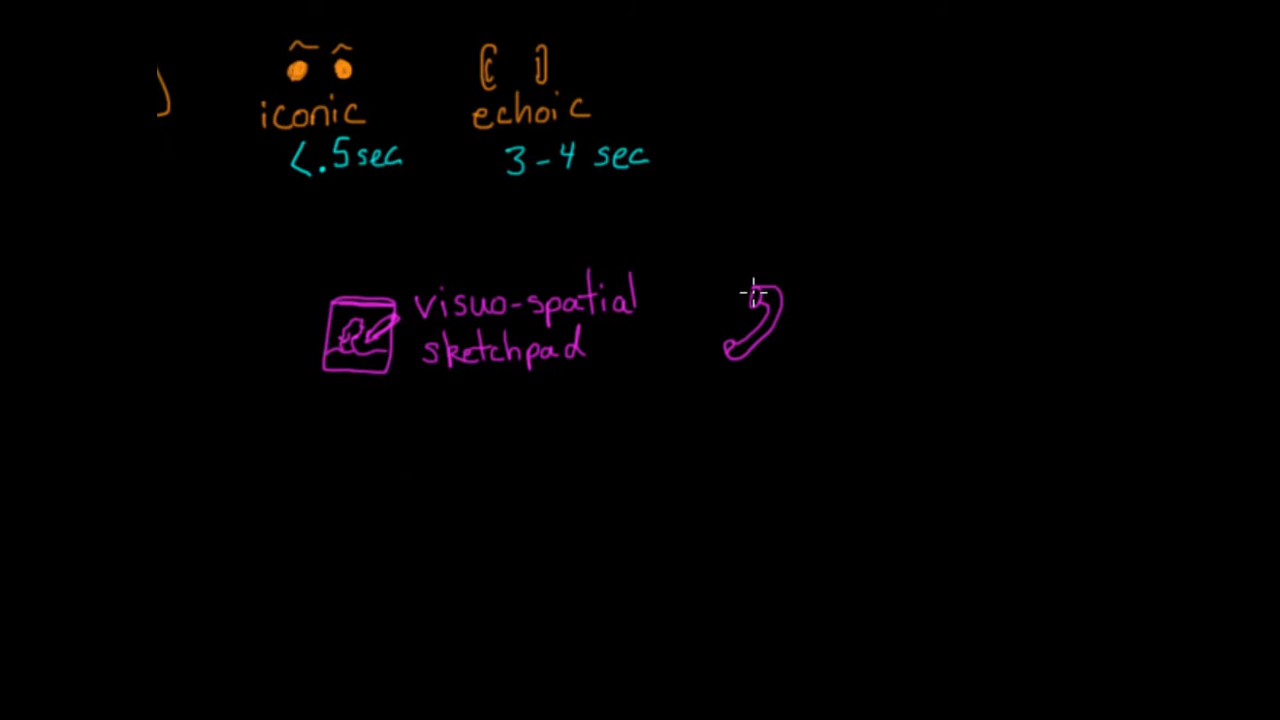 iconic
echoic
<.5sec
3-4 sec
visuo-spatial
sketchpad